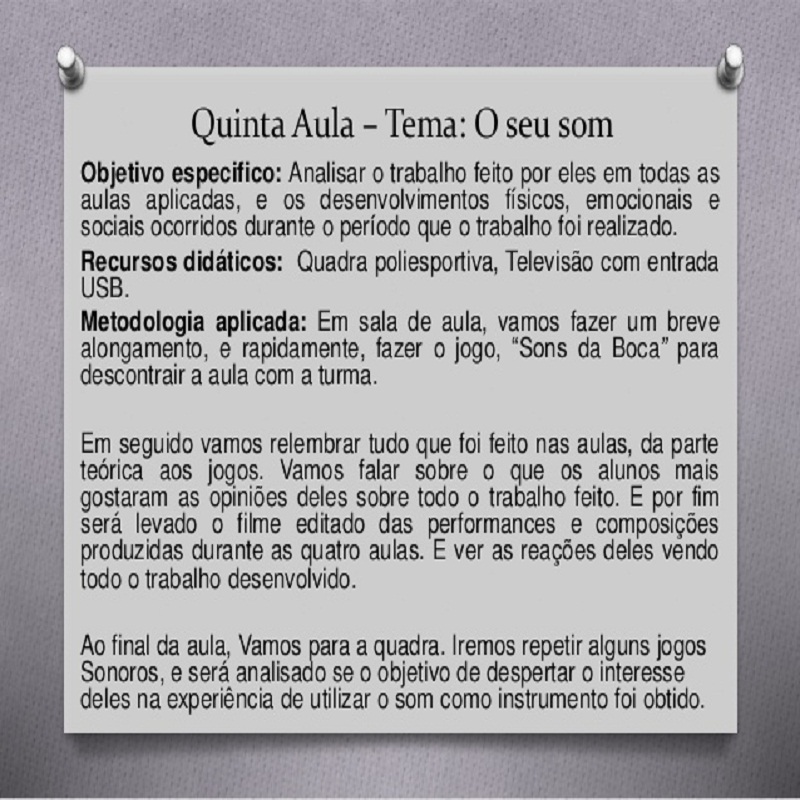 Quinta Aula – Tema: O seu som
Objetivo especifico: Analisar o trabalho feito por eles em todas as
aulas aplicadas, e os desenvolvimentos físicos, emocionais e
sociais ocorridos durante o período que o trabalho foi realizado.
Recursos didáticos: Quadra poliesportiva, Televisão com entrada
USB.
Metodologia aplicada: Em sala de aula, vamos fazer um breve
alongamento, e rapidamente, fazer o jogo, “Sons da Boca” para
descontrair a aula com a turma.
Em seguido vamos relembrar tudo que foi feito nas aulas, da parte
teórica aos jogos. Vamos falar sobre o que os alunos mais
gostaram as opiniões deles sobre todo o trabalho feito. E por fim
será levado o filme editado das performances e composições
produzidas durante as quatro aulas. E ver as reações deles vendo
todo o trabalho desenvolvido.
Ao final da aula, Vamos para a quadra. Iremos repetir alguns jogos
Sonoros, e será analisado se o objetivo de despertar o interesse
deles na experiência de utilizar o som como instrumento foi obtido.